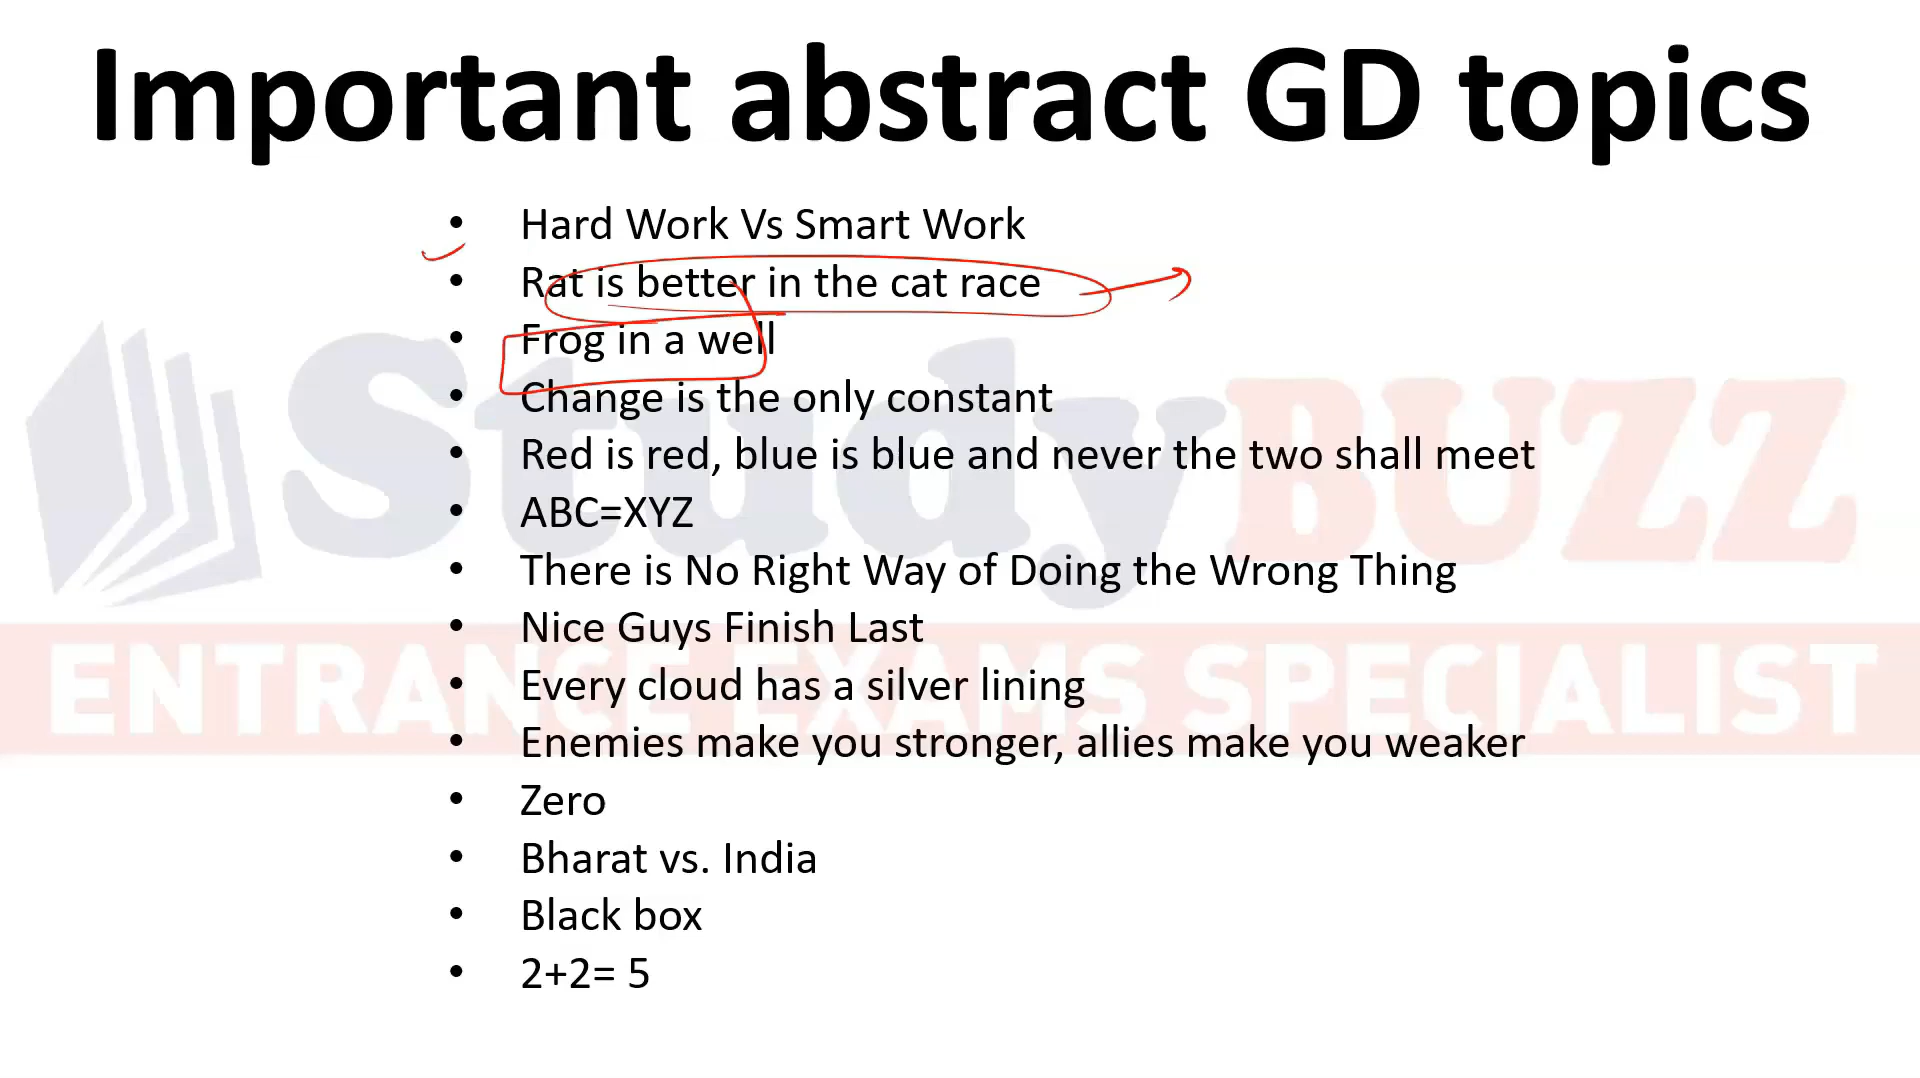 Important abstract GD topics
• Hard Work Vs Smart Work
• Rat is better in the cat race
• Frog in a well
• Change is the only constant
• Red is red, blue is blue and never the two shall meet
• ABC=XYZ
• There is No Right Way of Doing the Wrong Thing
• Nice Guys Finish Last
• Every cloud has a silver lining
• Enemies make you stronger, allies make you weaker
• Zero
• Bharat vs. India
• Black box
• 2+2= 5
StudyBUZZ
ENTRANCE EXAMS SPECIALIST